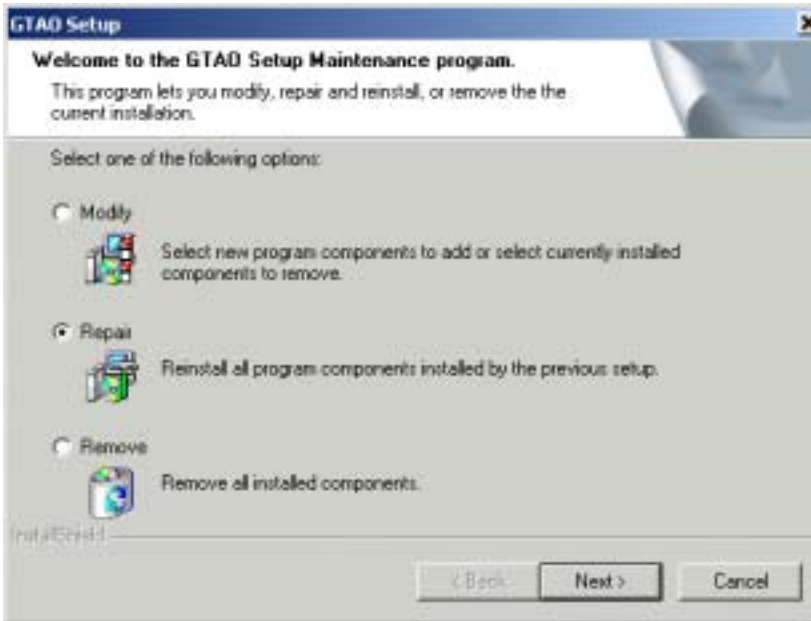 GTAO Setup
Welcome to the GTAO Setup Maintenance program.
This program lets you modify, repair and reinstall, or remove the the
current installation.
Select one of the following options:
Modify
Select new program components to add or select currently installed
components to remove.
Repair
Reinstall all program components installed by the previous setup.
Remove
Remove all installed components.
InstallShield
< Back
Next >
Cancel